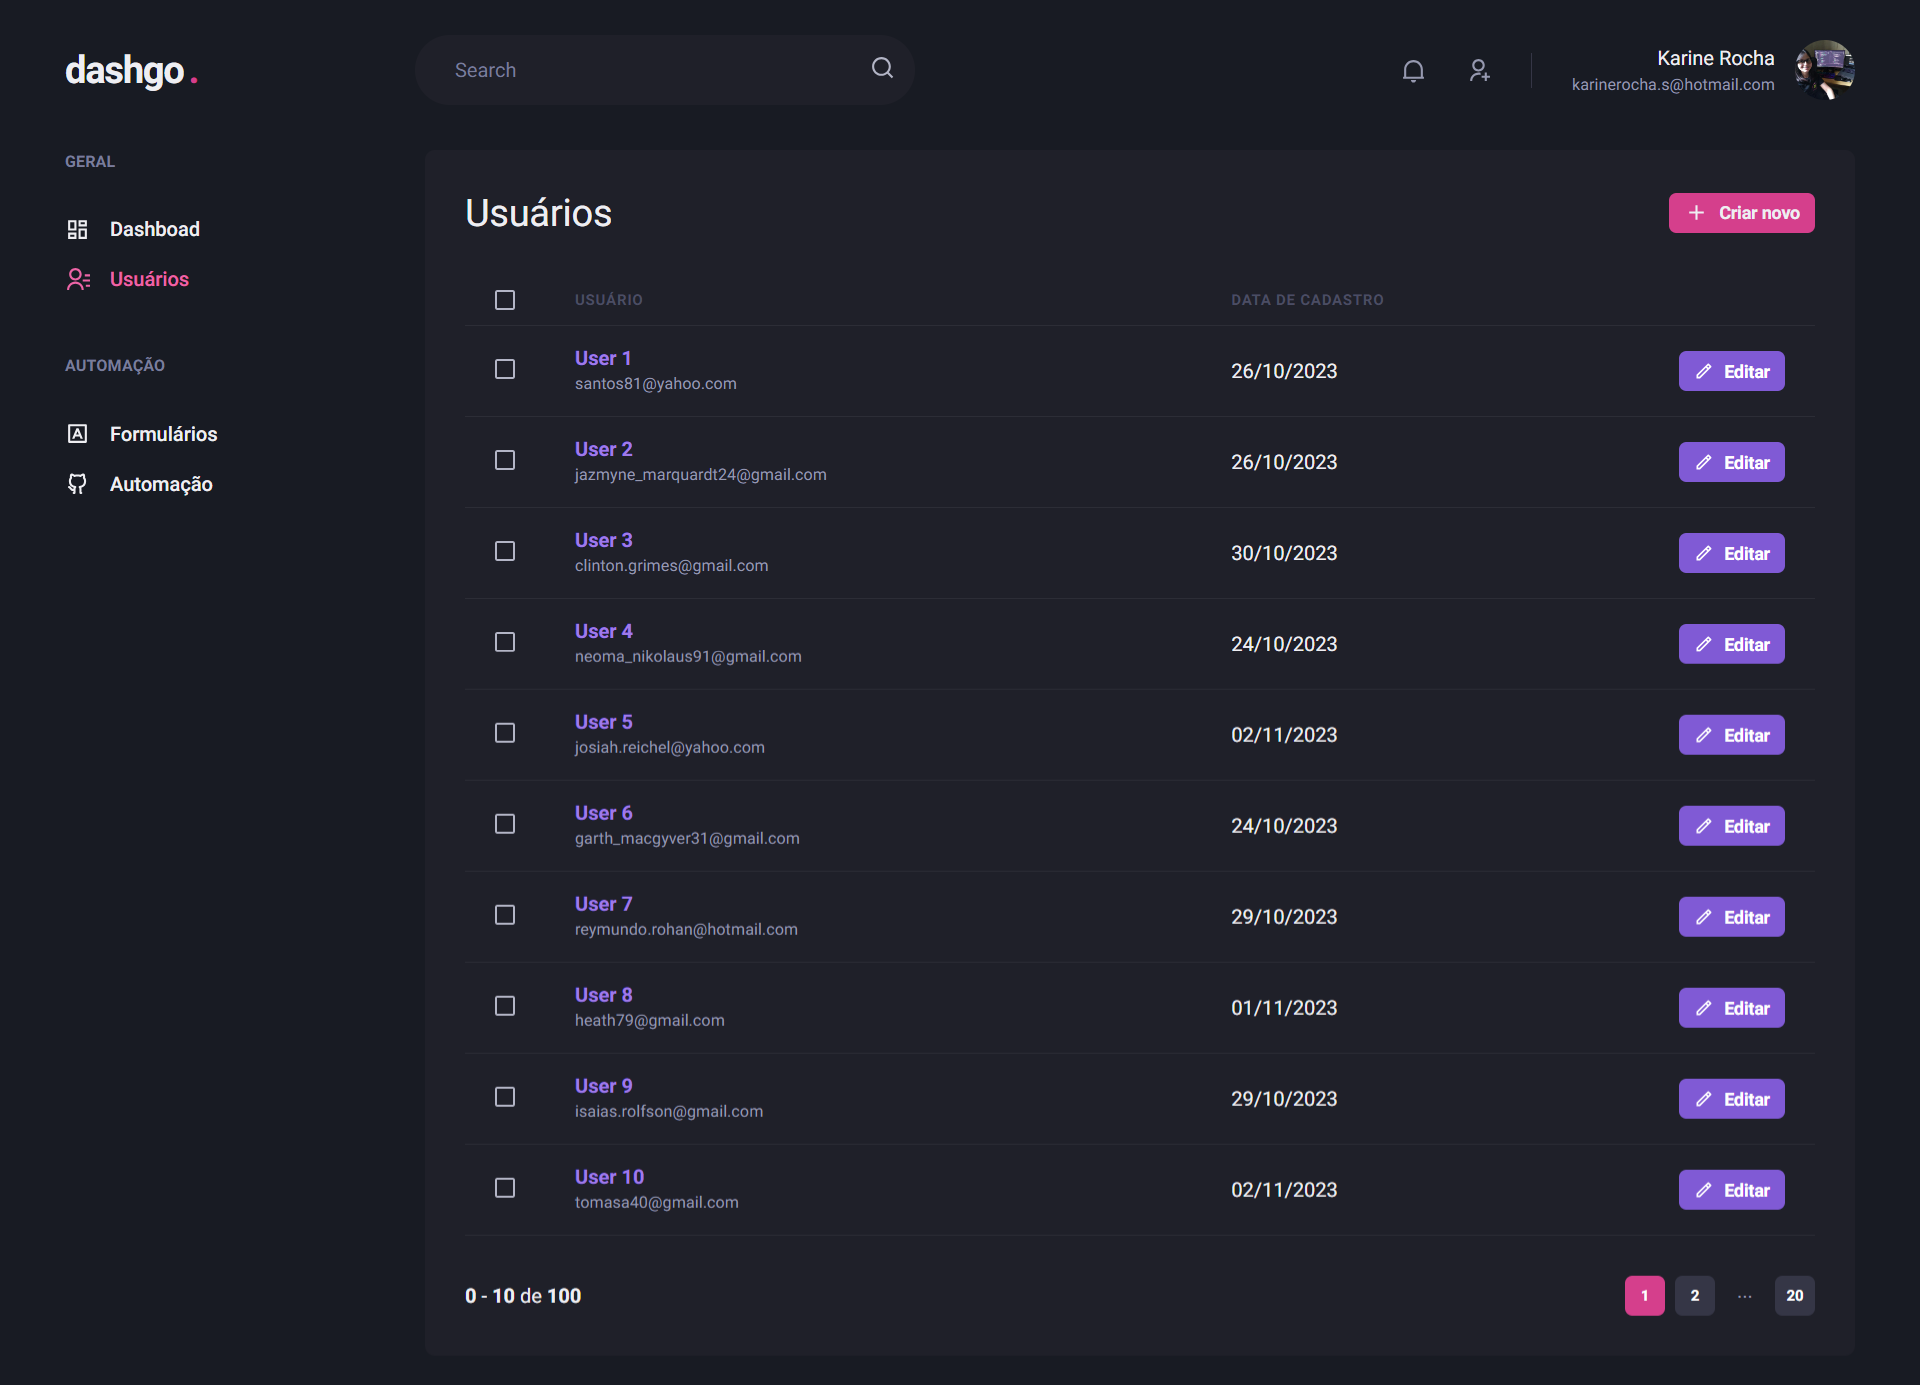 dashgo.
Search
Karine Rocha
karinerocha.s@hotmail.com
GERAL
Dashboad
Usuários
AUTOMAÇÃO
Formulários
Automação
Usuários
Criar novo
USUÁRIO DATA DE CADASTRO
User 1
santos81@yahoo.com
26/10/2023
Editar
User 2
jazmyne_marquardt24@gmail.com
26/10/2023
Editar
User 3
clinton.grimes@gmail.com
30/10/2023
Editar
User 4
neoma_nikolaus91@gmail.com
24/10/2023
Editar
User 5
josiah.reichel@yahoo.com
02/11/2023
Editar
User 6
garth_macgyver31@gmail.com
24/10/2023
Editar
User 7
reymundo.rohan@hotmail.com
29/10/2023
Editar
User 8
heath79@gmail.com
01/11/2023
Editar
User 9
isaias.rolfson@gmail.com
29/10/2023
Editar
User 10
tomasa40@gmail.com
02/11/2023
Editar
0 - 10 de 100
1 2 ... 20